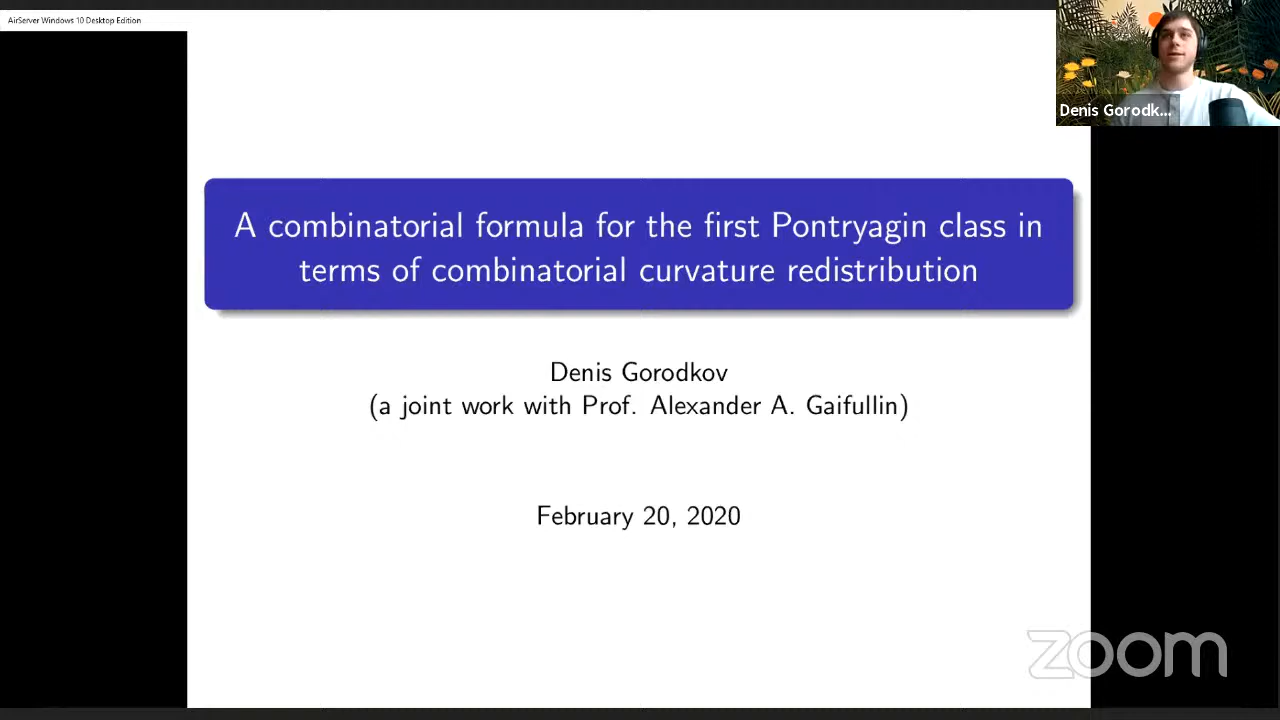 AirServer Windows 10 Desktop Edition
Denis Gorodk...
A combinatorial formula for the first Pontryagin class in
terms of combinatorial curvature redistribution
Denis Gorodkov
(a joint work with Prof. Alexander A. Gaifullin)
February 20, 2020
zoom